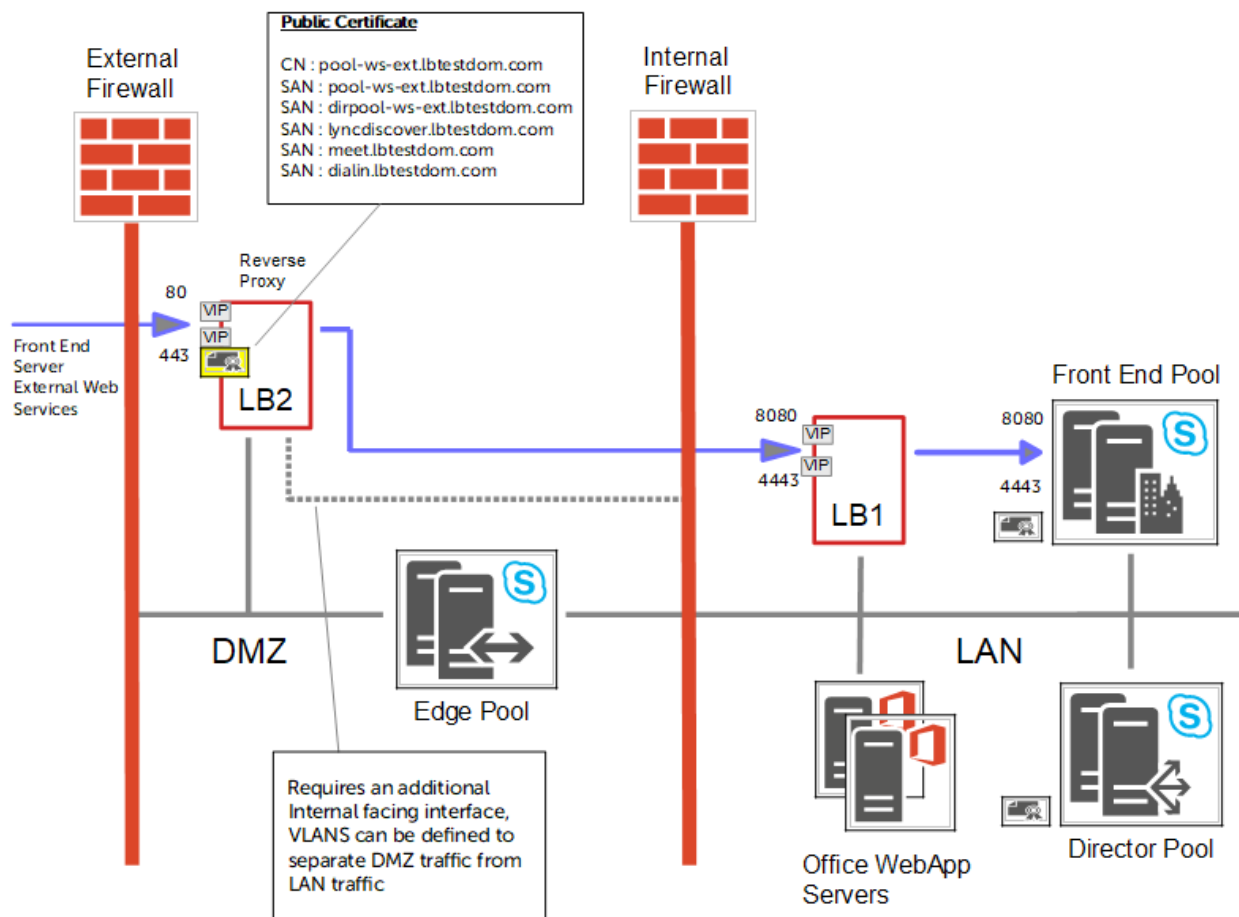 Public Certificate
CN : pool-ws-ext.lbtestdom.com
SAN : pool-ws-ext.lbtestdom.com
SAN : dirpool-ws-ext.lbtestdom.com
SAN : lyncdiscover.lbtestdom.com
SAN : meet.lbtestdom.com
SAN : dialin.lbtestdom.com
External
Firewall
Internal
Firewall
Reverse
Proxy
80
VIP
VIP
443
LB2
Front End
Server
External Web
Services
8080
VIP
VIP
4443
LB1
Front End Pool
8080
4443
S
S
DMZ
Edge Pool
LAN
S
Office WebApp
Servers
Director Pool
Requires an additional
Internal facing interface,
VLANS can be defined to
separate DMZ traffic from
LAN traffic